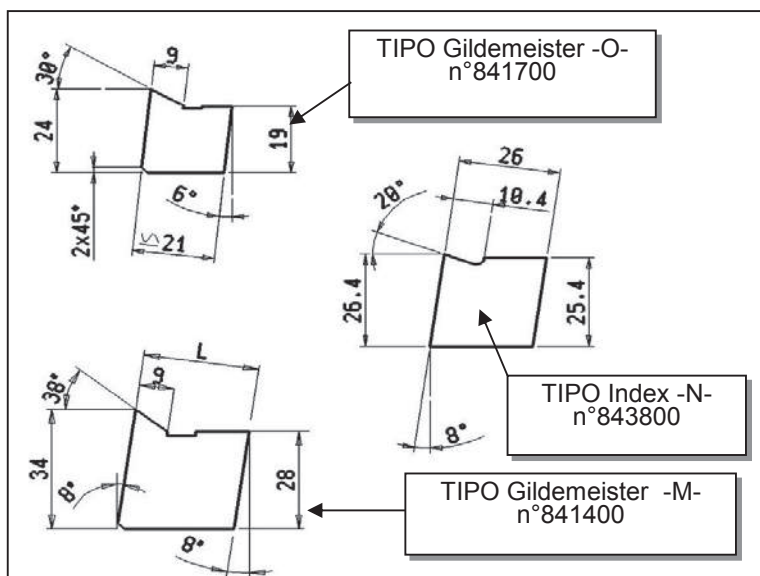 TIPO Gildemeister -O-
n°841700
30°
9
24
19
2x45°
6°
21
26
20°
10.4
26.4
25.4
TIPO Index -N-
n°843800
8°
L
38°
9
34
28
8°
8°
TIPO Gildemeister -M-
n°841400